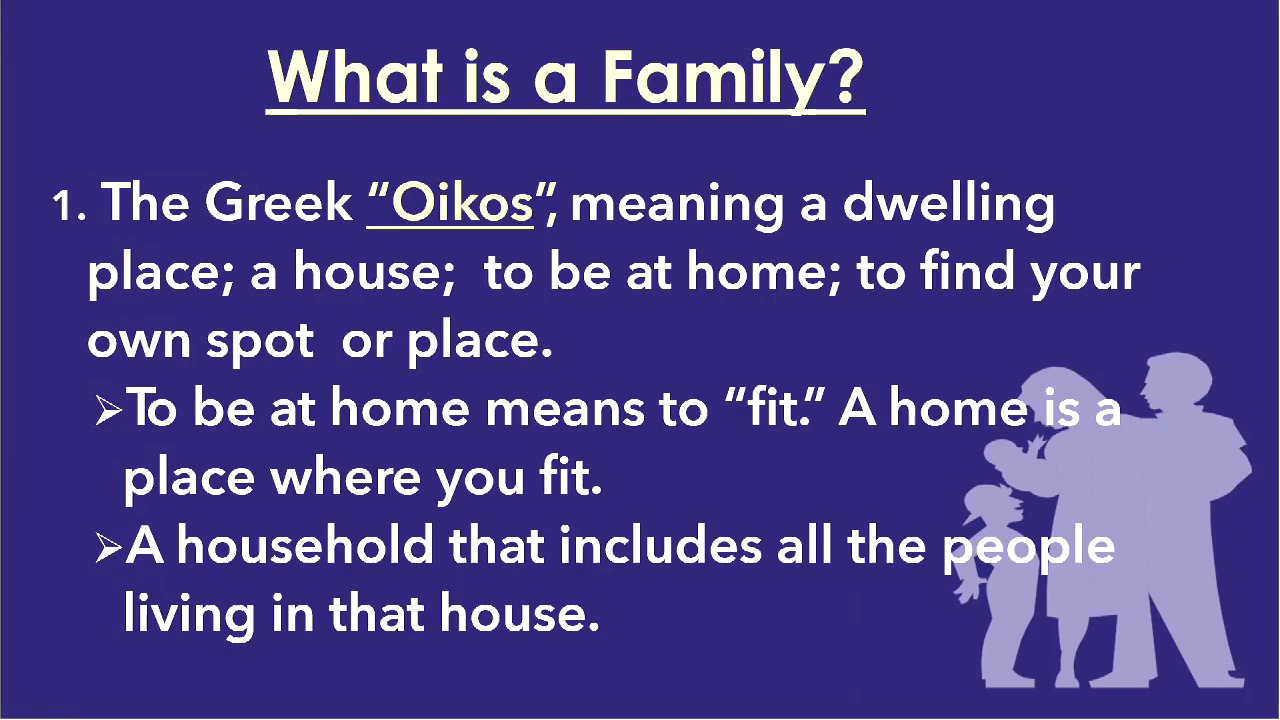 What is a Family?
1. The Greek “Oikos”, meaning a dwelling
place; a house;  to be at home; to find your
own spot  or place.
➢To be at home means to “fit.” A home is a
place where you fit.
➢A household that includes all the people
living in that house.